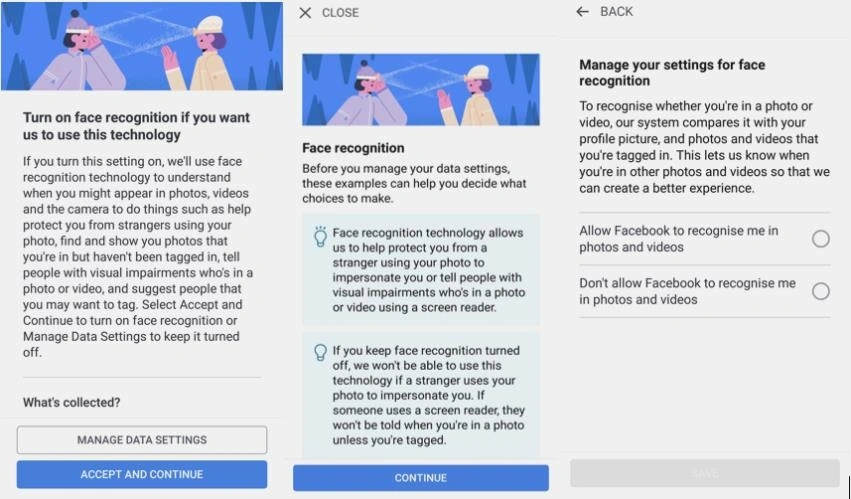 Turn on face recognition if you want
us to use this technology
If you turn this setting on, we'll use face
recognition technology to understand
when you might appear in photos, videos
and the camera to do things such as help
protect you from strangers using your
photo, find and show you photos that
you're in but haven't been tagged in, tell
people with visual impairments who's in a
photo or video, and suggest people that
you may want to tag. Select Accept and
Continue to turn on face recognition or
Manage Data Settings to keep it turned
off.
What's collected?
MANAGE DATA SETTINGS
ACCEPT AND CONTINUE
CLOSE
Face recognition
Before you manage your data settings,
these examples can help you decide what
choices to make.
Face recognition technology allows
us to help protect you from a
stranger using your photo to
impersonate you or tell people with
visual impairments who's in a photo
or video using a screen reader.
If you keep face recognition turned
off, we won't be able to use this
technology if a stranger uses your
photo to impersonate you. If
someone uses a screen reader, they
won't be told when you're in a photo
unless you're tagged.
CONTINUE
BACK
Manage your settings for face
recognition
To recognise whether you're in a photo or
video, our system compares it with your
profile picture, and photos and videos that
you're tagged in. This lets us know when
you're in other photos and videos so that we
can create a better experience.
Allow Facebook to recognise me in
photos and videos
Don't allow Facebook to recognise me
in photos and videos
SAVE